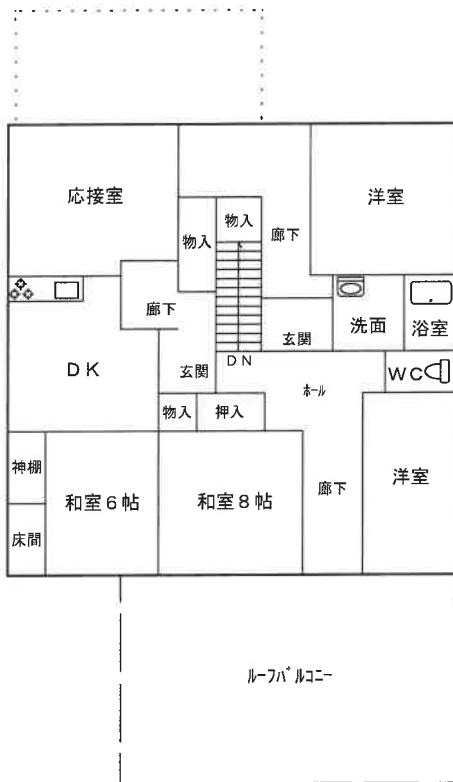 応接室
物入
物入
廊下
洋室
廊下
玄関
洗面
浴室
DK
玄関
DN
ホール
WC
物入
押入
神棚
和室6帖
和室8帖
廊下
洋室
床間
ルーフバルコニー